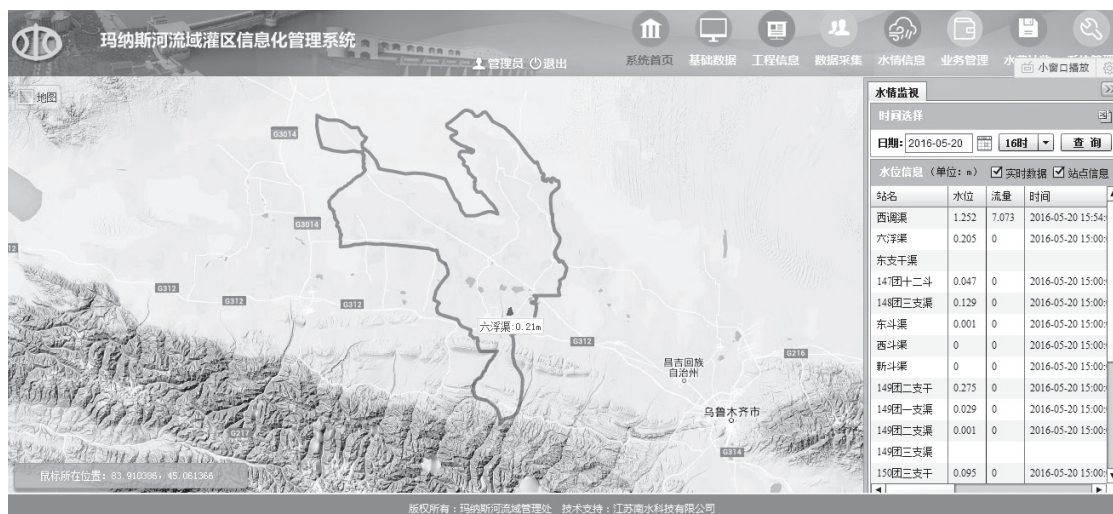 玛纳斯河流域灌区信息化管理系统
管理员 退出
系统首页 基础数据 工程信息 数据采集 水情信息 业务管理
小窗口播放
地图
水情监视
时间选择
日期: 2016-05-20 16时 查 询
水位信息 (单位: m) 实时数据 站点信息
站名 水位 流量 时间
西调渠 1.252 7.073 2016-05-20 15:54:
六浮渠 0.205 0 2016-05-20 15:00:
东支干渠
147团十二斗 0.047 0 2016-05-20 15:00:
148团三支渠 0.129 0 2016-05-20 15:00:
东斗渠 0.001 0 2016-05-20 15:00:
西斗渠 0 0 2016-05-20 15:00:
新斗渠 0 0 2016-05-20 15:00:
149团二支干 0.275 0 2016-05-20 15:00:
149团一支渠 0.029 0 2016-05-20 15:00:
149团二支渠 0.001 0 2016-05-20 15:00:
149团三支渠
150团三支干 0.095 0 2016-05-20 15:00:
G3014
G3014
G312
G312
G312
六浮渠:0.21m
G312
G216
昌吉回族
自治州
乌鲁木齐市
G217
G314
鼠标所在位置: 83.910386, 45.061366
版权所有:玛纳斯河流域管理处 技术支持:江苏南水科技有限公司